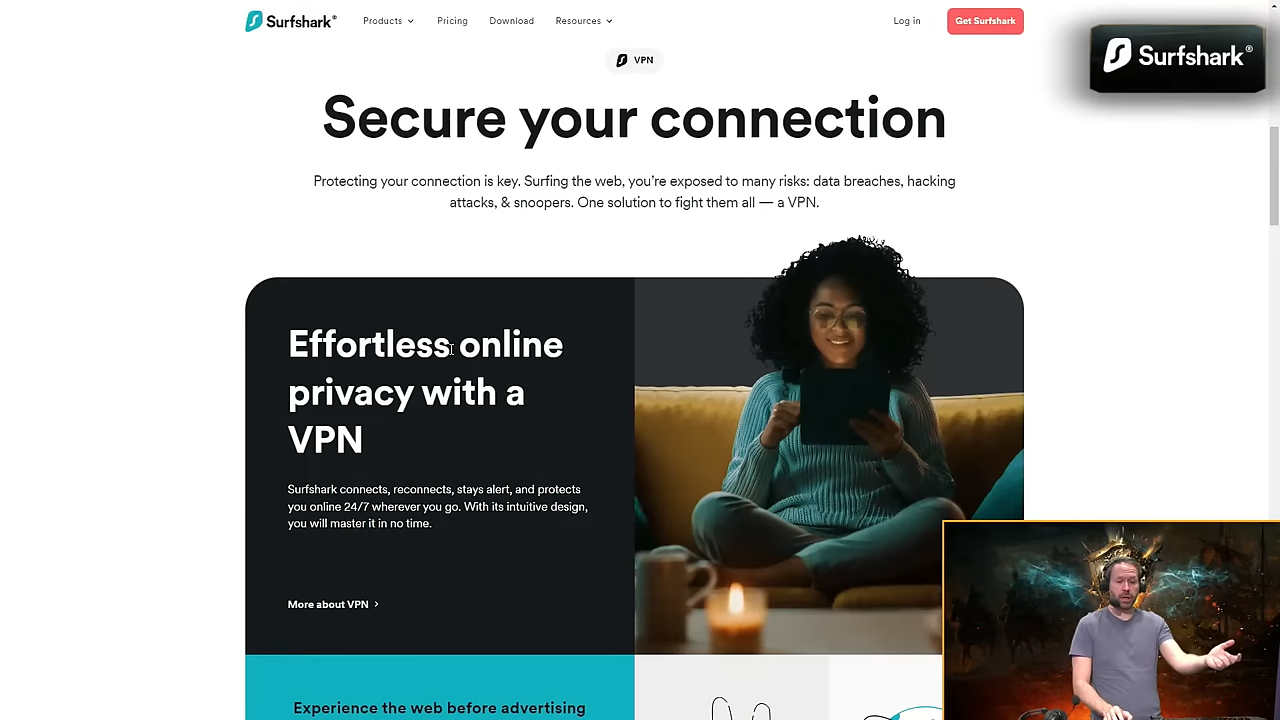 Surfshark®
Products
Pricing
Download
Resources
Log in
Get Surfshark
Surfshark®
VPN
Secure your connection
Protecting your connection is key. Surfing the web, you’re exposed to many risks: data breaches, hacking
attacks, & snoopers. One solution to fight them all — a VPN.
Effortless online
privacy with a
VPN
Surfshark connects, reconnects, stays alert, and protects
you online 24/7 wherever you go. With its intuitive design,
you will master it in no time.
More about VPN
Experience the web before advertising